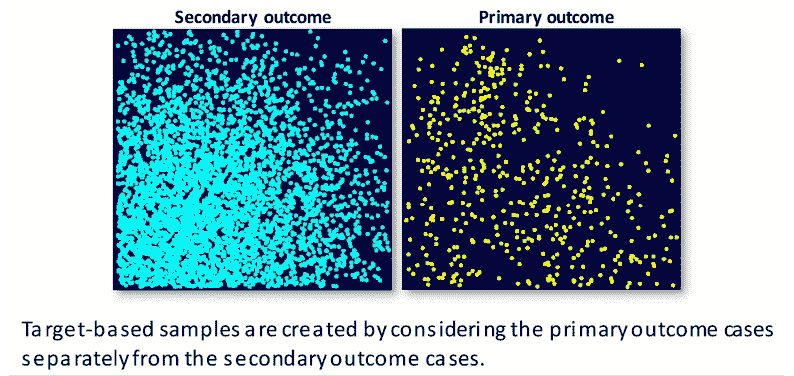 Secondary outcome
Primary outcome
Target-based samples are created by considering the primary outcome cases
separately from the secondary outcome cases.